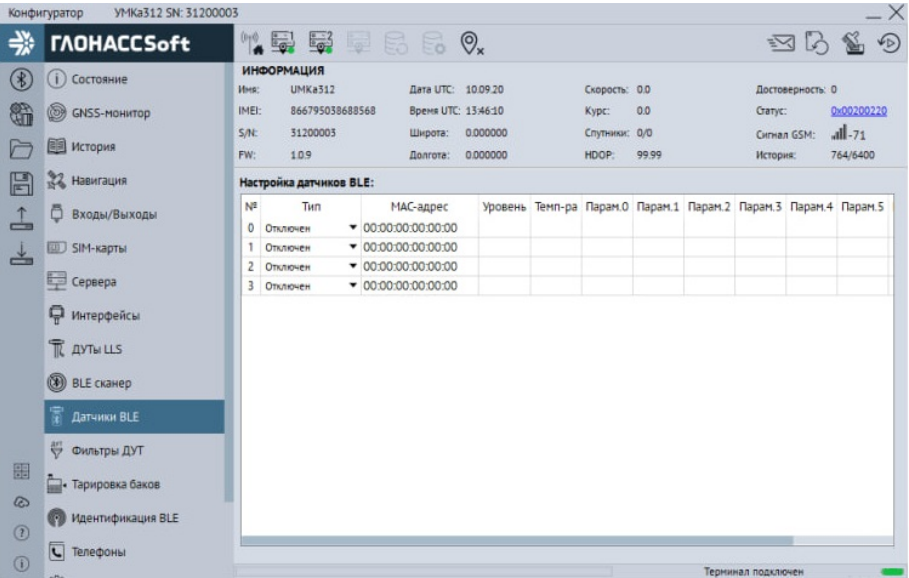 Конфигуратор УМКа312 SN: 31200003
ГЛОНАССSoft
1 2
Состояние
GNSS-монитор
История
Навигация
Входы/Выходы
SIM-карты
Сервера
Интерфейсы
ДУТы LLS
BLE сканер
Датчики BLE
Фильтры ДУТ
Тарировка баков
Идентификация BLE
Телефоны
ИНФОРМАЦИЯ
Имя: UMKa312 Дата UTC: 10.09.20 Скорость: 0.0 Достоверность: 0
IMEI: 866795038688568 Время UTC: 13:46:10 Курс: 0.0 Статус: 0x00200220
S/N: 31200003 Широта: 0.000000 Спутники: 0/0 Сигнал GSM: -71
FW: 1.0.9 Долгота: 0.000000 HDOP: 99.99 История: 764/6400
Настройка датчиков BLE:
№ Тип MAC-адрес Уровень Темп-ра Парам.0 Парам.1 Парам.2 Парам.3 Парам.4 Парам.5
0 Отключен 00:00:00:00:00:00
1 Отключен 00:00:00:00:00:00
2 Отключен 00:00:00:00:00:00
3 Отключен 00:00:00:00:00:00
Терминал подключен